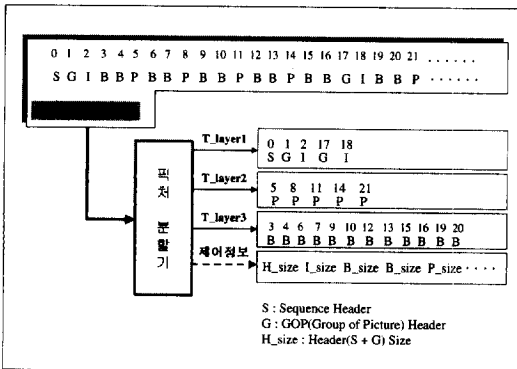 0 1 2 3 4 5 6 7 8 9 10 11 12 13 14 15 16 17 18 19 20 21 ······
S G I B B P B B P B B P B B P B B G I B B P ······
T_layer1
0 1 2 17 18
S G I G I
T_layer2
5 8 11 14 21
P P P P P
픽처 분할기
T_layer3
3 4 6 7 9 10 12 13 15 16 19 20
B B B B B B B B B B B B
제어정보
H_size I_size B_size B_size P_size ····
S : Sequence Header
G : GOP(Group of Picture) Header
H_size : Header(S + G) Size